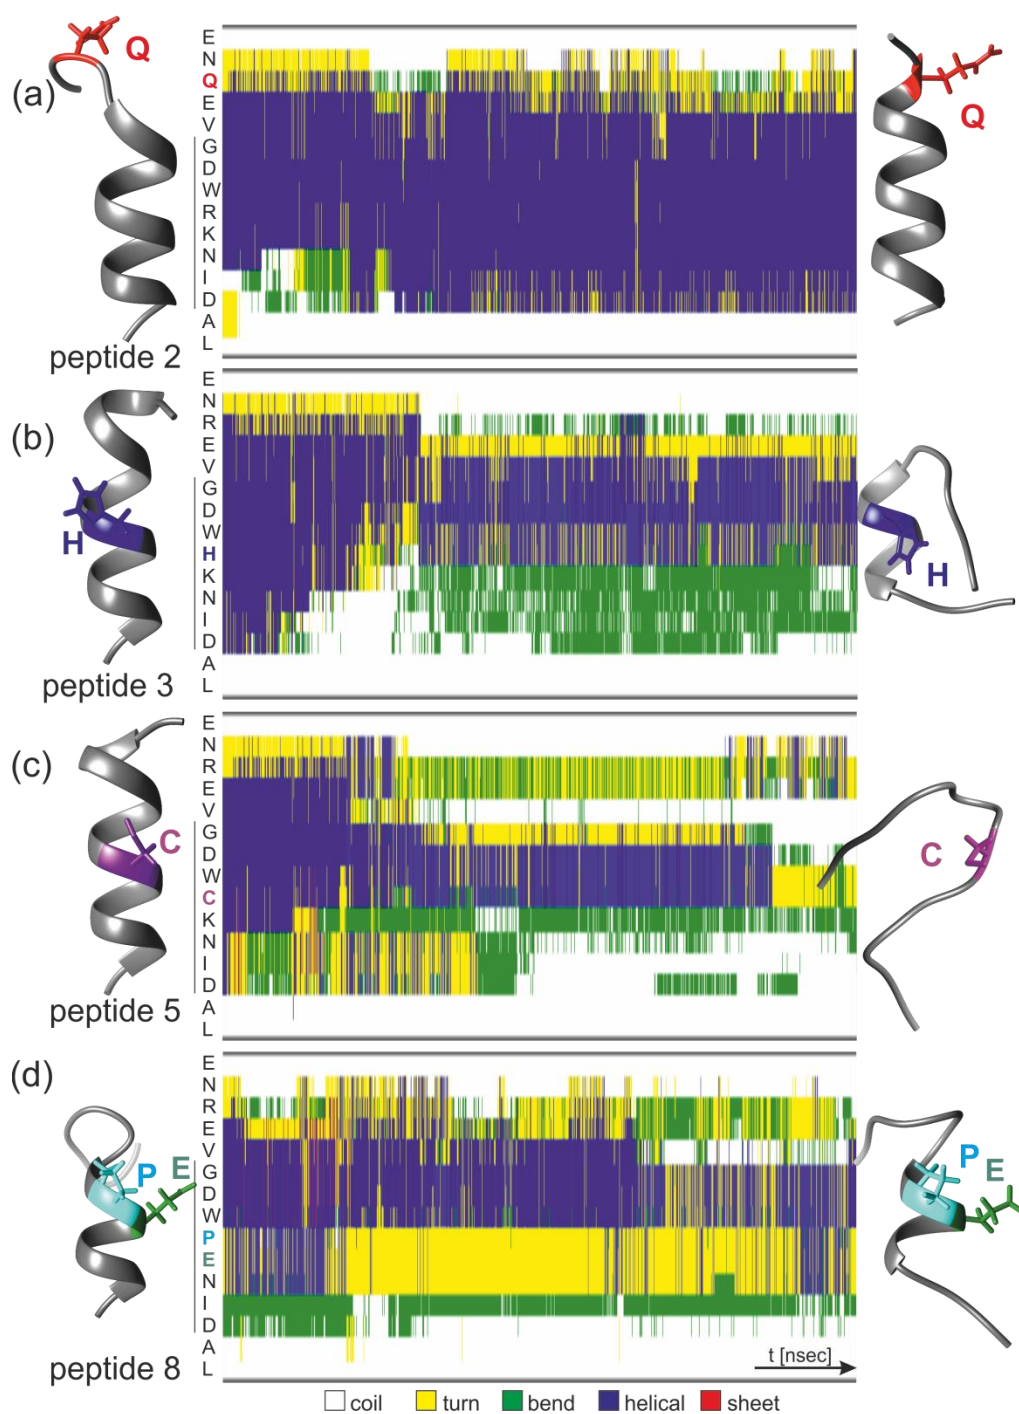 (a)
Q
E
N
Q
E
V
G
D
W
R
K
N
I
D
A
L
Q
peptide 2
(b)
H
E
N
R
E
V
G
D
W
H
K
N
I
D
A
L
H
peptide 3
(c)
C
E
N
R
E
V
G
D
W
C
K
N
I
D
A
L
C
peptide 5
(d)
P
E
E
N
R
E
V
G
D
W
P
E
N
I
D
A
L
P
E
t [nsec]
peptide 8
coil turn bend helical sheet